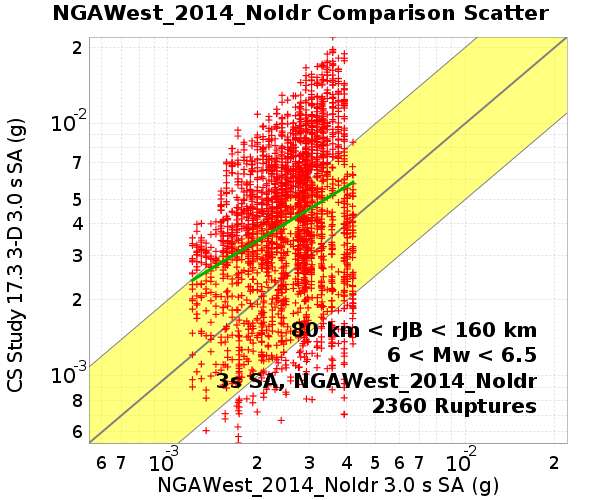 NGAWest_2014_NoIdr Comparison Scatter
CS Study 17.3 3-D 3.0 s SA (g)
2
10-2
7
5
4
3
2
10-3
8
6
80 km < rJB < 160 km
6 < Mw < 6.5
3s SA, NGAWest_2014_NoIdr
2360 Ruptures
6 7 10-3 2 3 4 5 6 7 10-2 2
NGAWest_2014_NoIdr 3.0 s SA (g)